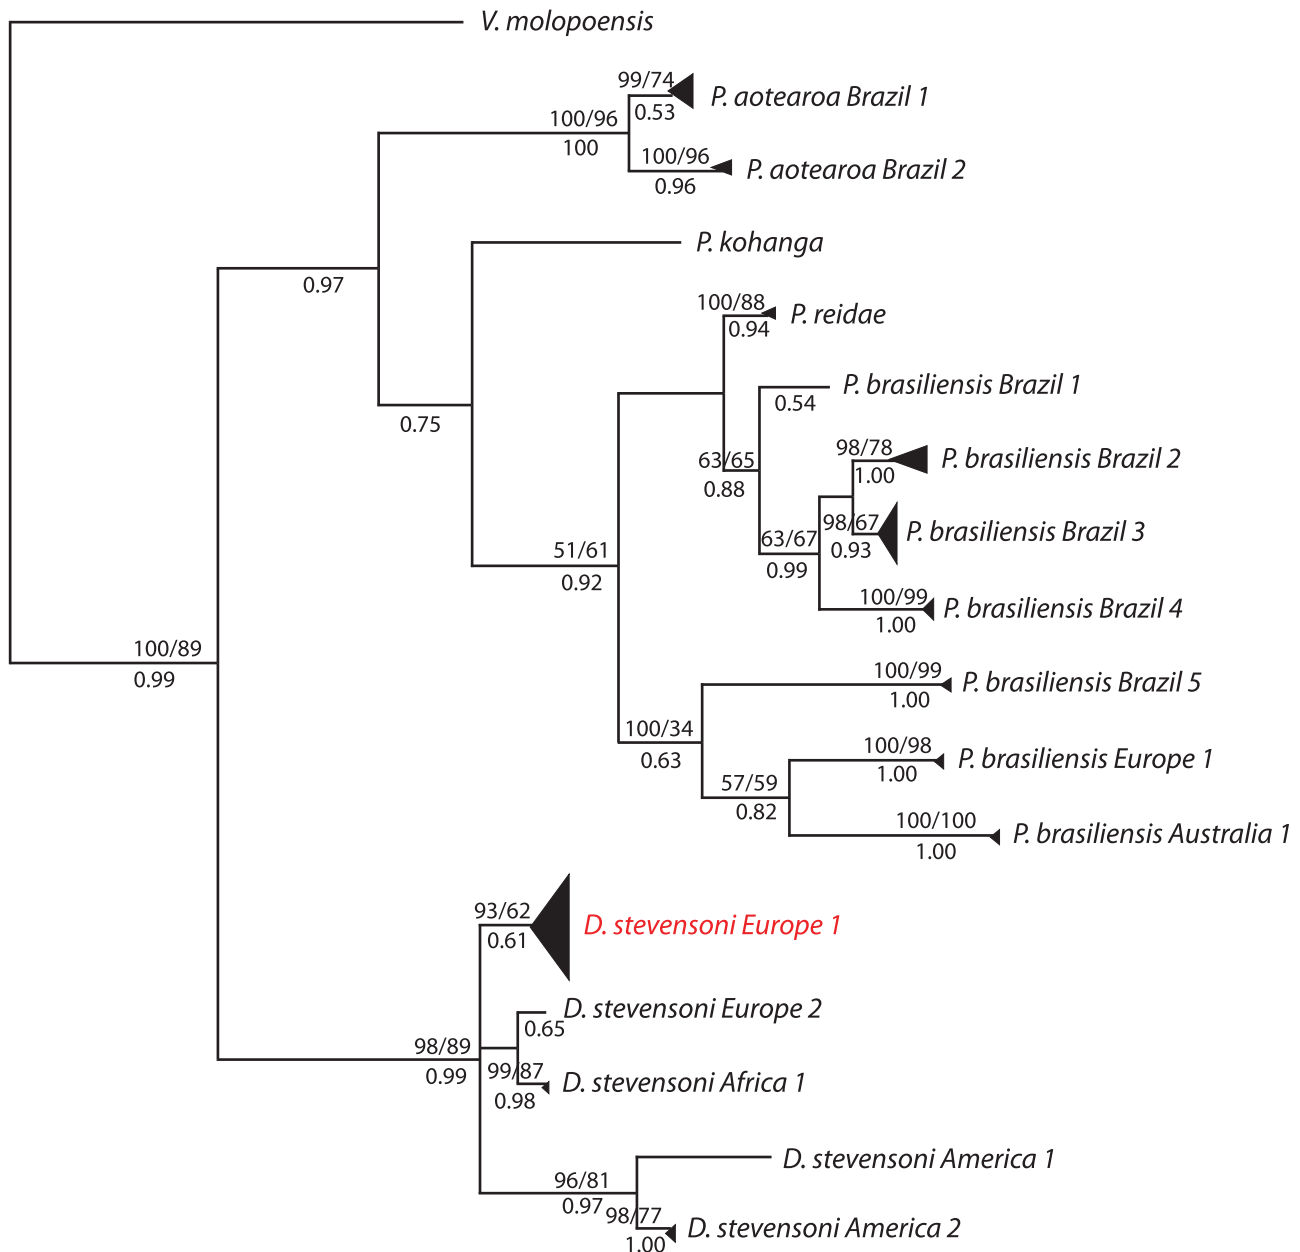 V. molopoensis
99/74
P. aotearoa Brazil 1
0.53
100/96
100
100/96
P. aotearoa Brazil 2
0.96
P. kohanga
0.97
100/88
P. reidae
0.94
P. brasiliensis Brazil 1
0.54
0.75
98/78
P. brasiliensis Brazil 2
63/65
1.00
0.88
98/67
P. brasiliensis Brazil 3
63/67
0.93
51/61
0.99
0.92
100/99
P. brasiliensis Brazil 4
1.00
100/89
0.99
100/99
P. brasiliensis Brazil 5
1.00
100/34
0.63
100/98
P. brasiliensis Europe 1
1.00
57/59
0.82
100/100
P. brasiliensis Australia 1
1.00
93/62
D. stevensoni Europe 1
0.61
D. stevensoni Europe 2
0.65
98/89
0.99
99/87
D. stevensoni Africa 1
0.98
D. stevensoni America 1
96/81
0.97
98/77
D. stevensoni America 2
1.00